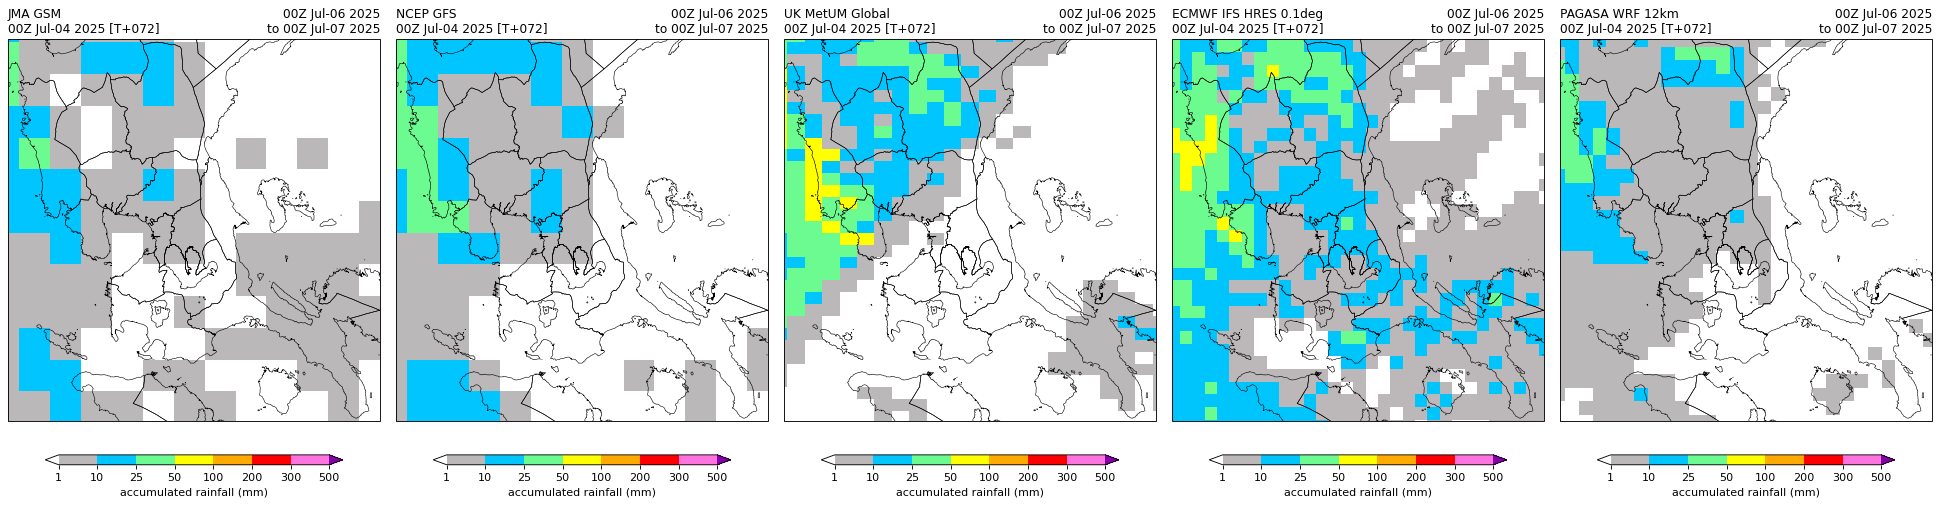 JMA GSM 00Z Jul-06 2025
00Z Jul-04 2025 [T+072] to 00Z Jul-07 2025
1 10 25 50 100 200 300 500
accumulated rainfall (mm)
NCEP GFS 00Z Jul-06 2025
00Z Jul-04 2025 [T+072] to 00Z Jul-07 2025
1 10 25 50 100 200 300 500
accumulated rainfall (mm)
UK MetUM Global 00Z Jul-06 2025
00Z Jul-04 2025 [T+072] to 00Z Jul-07 2025
1 10 25 50 100 200 300 500
accumulated rainfall (mm)
ECMWF IFS HRES 0.1deg 00Z Jul-06 2025
00Z Jul-04 2025 [T+072] to 00Z Jul-07 2025
1 10 25 50 100 200 300 500
accumulated rainfall (mm)
PAGASA WRF 12km 00Z Jul-06 2025
00Z Jul-04 2025 [T+072] to 00Z Jul-07 2025
1 10 25 50 100 200 300 500
accumulated rainfall (mm)